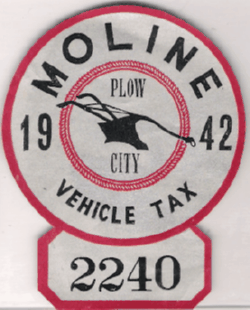 MOLINE
PLOW
19 42
CITY
VEHICLE TAX
2240